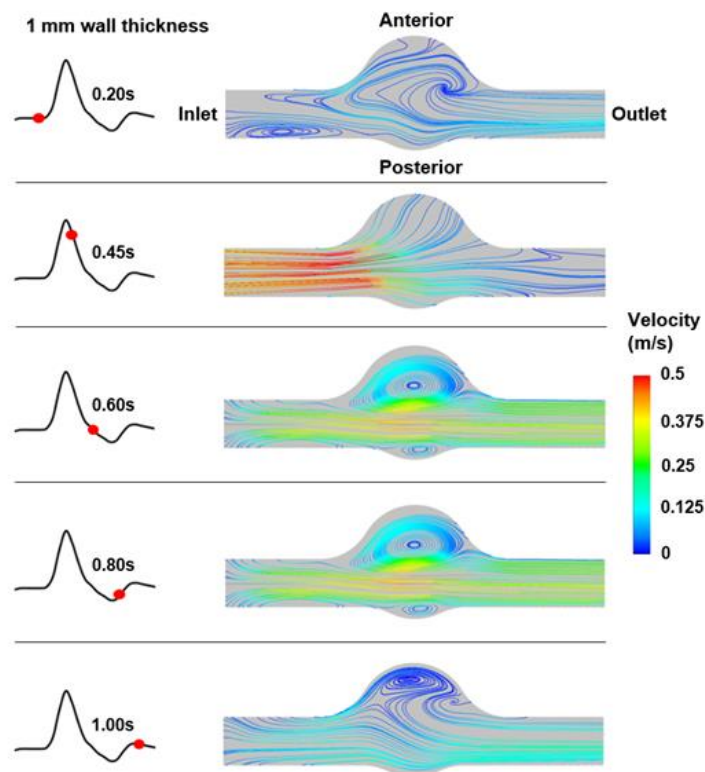 1 mm wall thickness
Anterior
0.20s
Inlet
Outlet
Posterior
0.45s
Velocity
(m/s)
0.5
0.60s
0.375
0.25
0.125
0.80s
0
1.00s